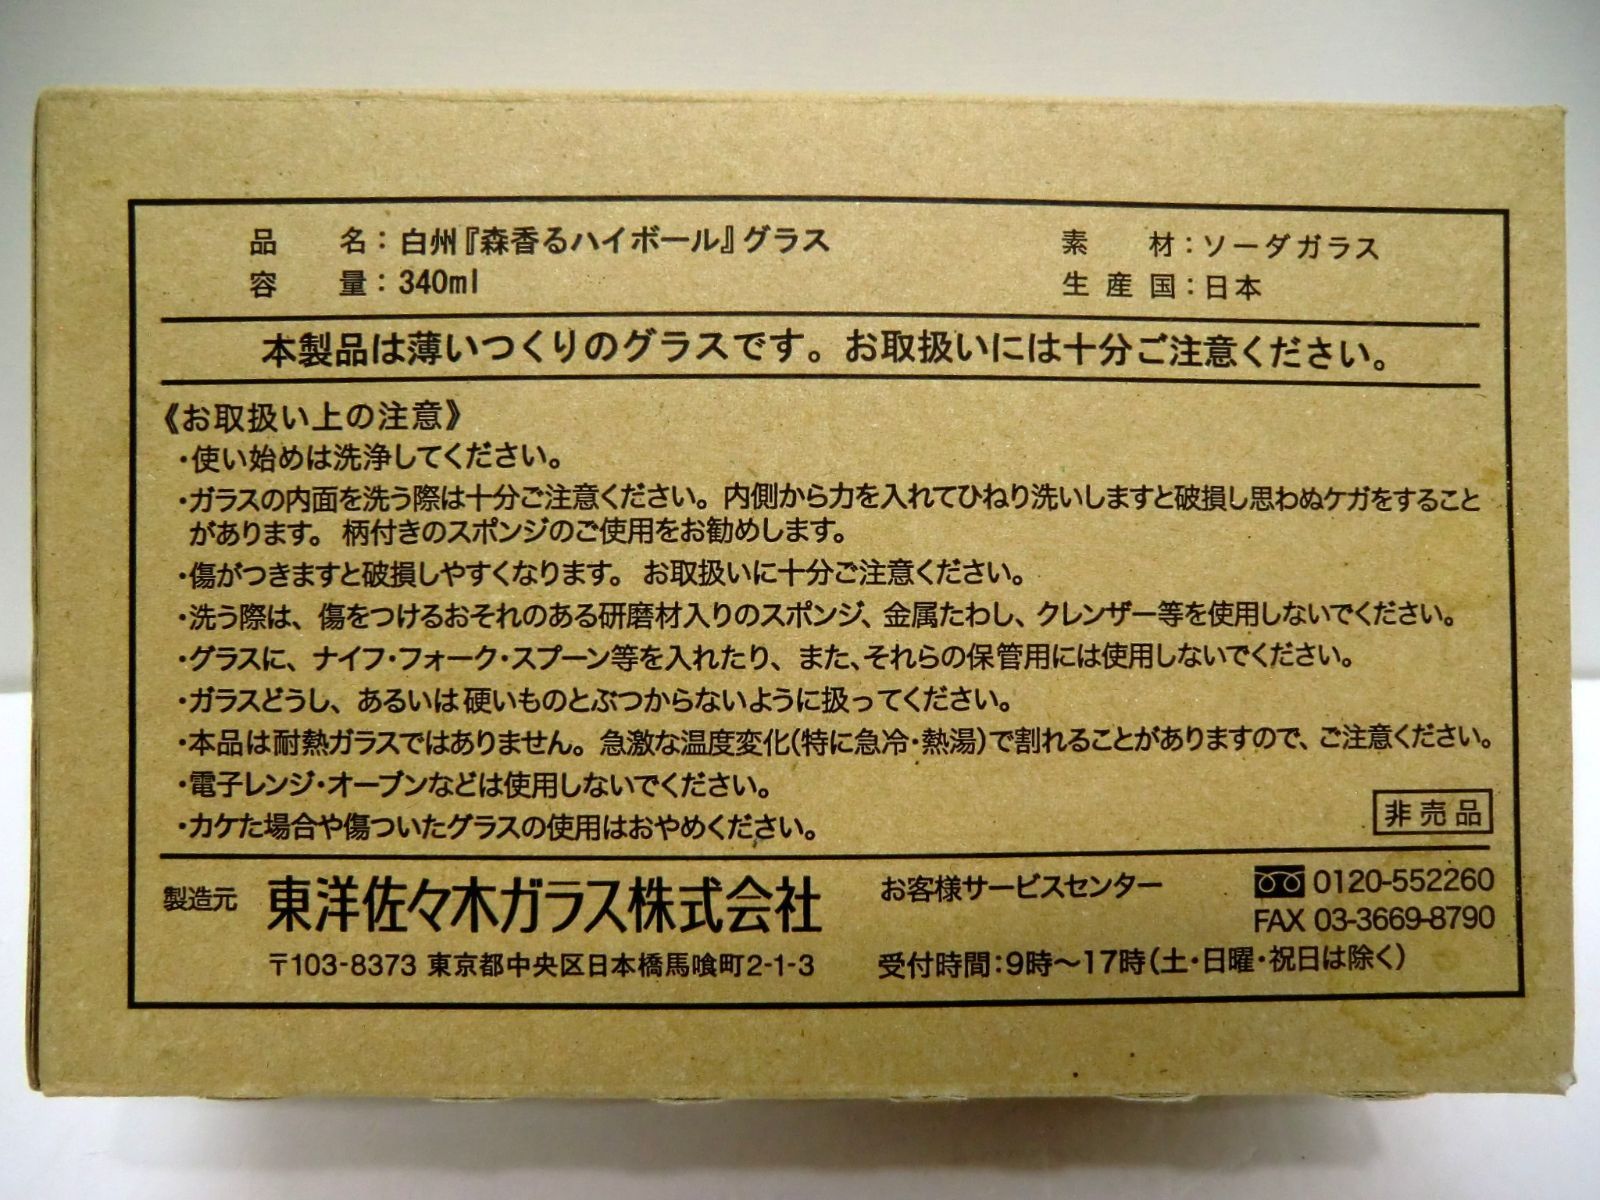 品名：白州『森香るハイボール』グラス
素材：ソーダガラス
容量：340ml
生産国：日本
本製品は薄いつくりのグラスです。お取扱いには十分ご注意ください。
《お取扱い上の注意》
・使い始めは洗浄してください。
・ガラスの内面を洗う際は十分ご注意ください。内側から力を入れてひねり洗いしますと破損し思わぬケガをすること
があります。柄付きのスポンジのご使用をお勧めします。
・傷がつきますと破損しやすくなります。お取扱いに十分ご注意ください。
・洗う際は、傷をつけるおそれのある研磨材入りのスポンジ、金属たわし、クレンザー等を使用しないでください。
・グラスに、ナイフ・フォーク・スプーン等を入れたり、また、それらの保管用には使用しないでください。
・ガラスどうし、あるいは硬いものとぶつからないように扱ってください。
・本品は耐熱ガラスではありません。急激な温度変化(特に急冷・熱湯)で割れることがありますので、ご注意ください。
・電子レンジ・オーブンなどは使用しないでください。
・カケた場合や傷ついたグラスの使用はおやめください。
非売品
製造元 東洋佐々木ガラス株式会社
〒103-8373 東京都中央区日本橋馬喰町2-1-3
お客様サービスセンター 0120-552260
FAX 03-3669-8790
受付時間：9時～17時(土・日曜・祝日は除く)